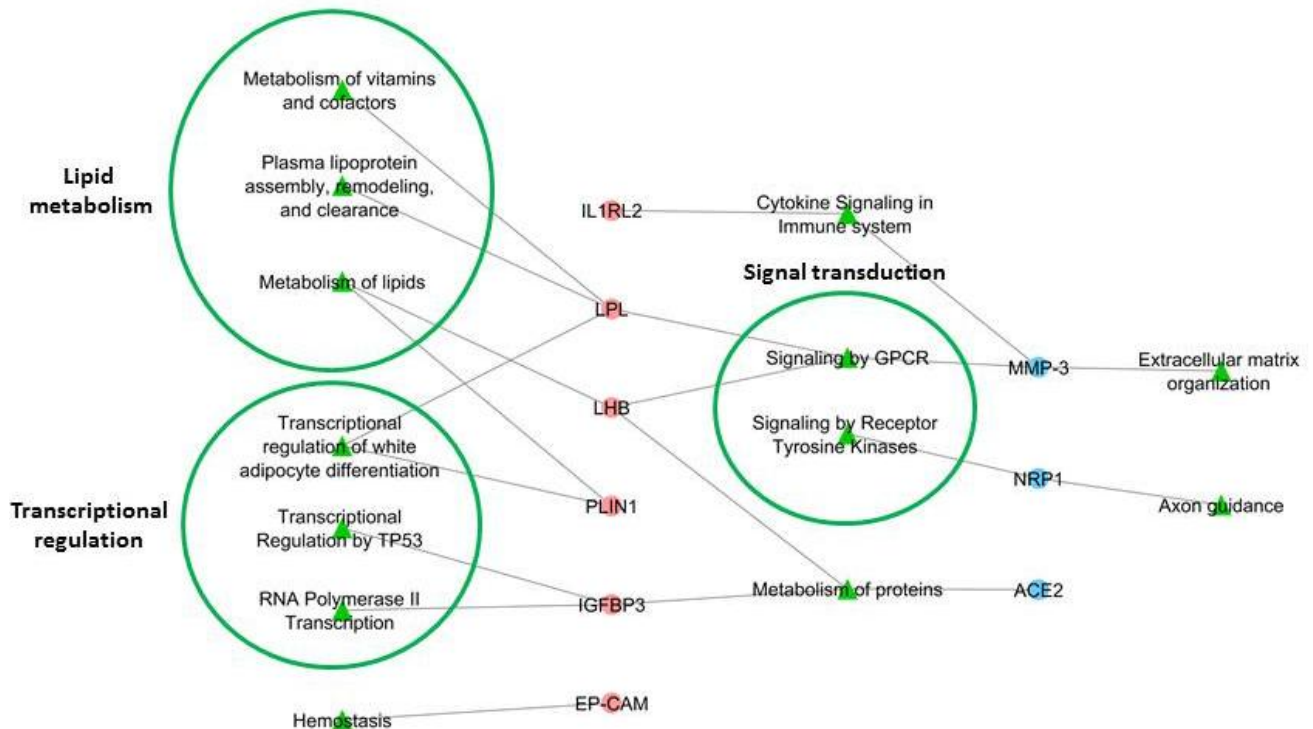 Lipid
metabolism
Metabolism of vitamins
and cofactors
Plasma lipoprotein
assembly, remodeling,
and clearance
Metabolism of lipids
Transcriptional
regulation
Transcriptional
regulation of white
adipocyte differentiation
Transcriptional
Regulation by TP53
RNA Polymerase II
Transcription
Hemostasis
IL1RL2
LPL
LHB
PLIN1
IGFBP3
EP-CAM
Cytokine Signaling in
Immune system
Signal transduction
Signaling by GPCR
Signaling by Receptor
Tyrosine Kinases
Metabolism of proteins
MMP-3
NRP1
ACE2
Extracellular matrix
organization
Axon guidance